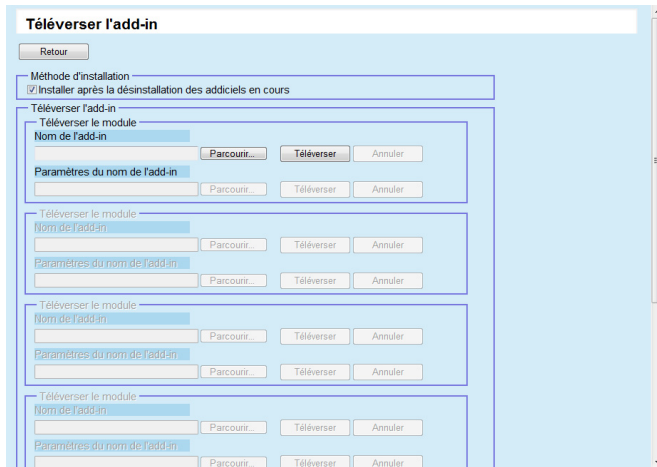 Téléverser l'add-in
Retour
Méthode d'installation
Installer après la désinstallation des addiciels en cours
Téléverser l'add-in
Téléverser le module
Nom de l'add-in
Parcourir... Téléverser Annuler
Paramètres du nom de l'add-in
Parcourir... Téléverser Annuler
Téléverser le module
Nom de l'add-in
Parcourir... Téléverser Annuler
Paramètres du nom de l'add-in
Parcourir... Téléverser Annuler
Téléverser le module
Nom de l'add-in
Parcourir... Téléverser Annuler
Paramètres du nom de l'add-in
Parcourir... Téléverser Annuler
Téléverser le module
Nom de l'add-in
Parcourir... Téléverser Annuler
Paramètres du nom de l'add-in
Parcourir... Téléverser Annuler